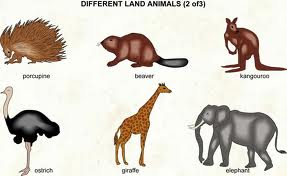 DIFFERENT LAND ANIMALS (2 of3)
porcupine beaver kangouroo
ostrich giraffe elephant